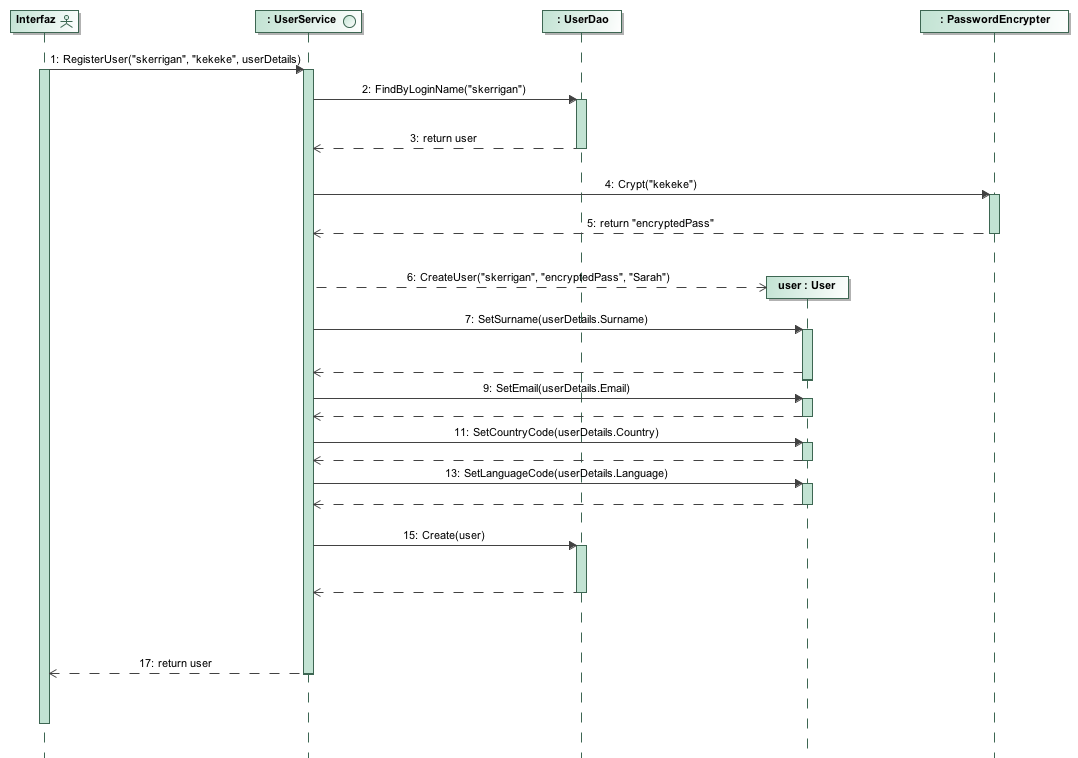 Interfaz
: UserService
: UserDao
: PasswordEncrypter
1: RegisterUser("skerrigan", "kekeke", userDetails)
2: FindByLoginName("skerrigan")
3: return user
4: Crypt("kekeke")
5: return "encryptedPass"
6: CreateUser("skerrigan", "encryptedPass", "Sarah")
user : User
7: SetSurname(userDetails.Surname)
9: SetEmail(userDetails.Email)
11: SetCountryCode(userDetails.Country)
13: SetLanguageCode(userDetails.Language)
15: Create(user)
17: return user